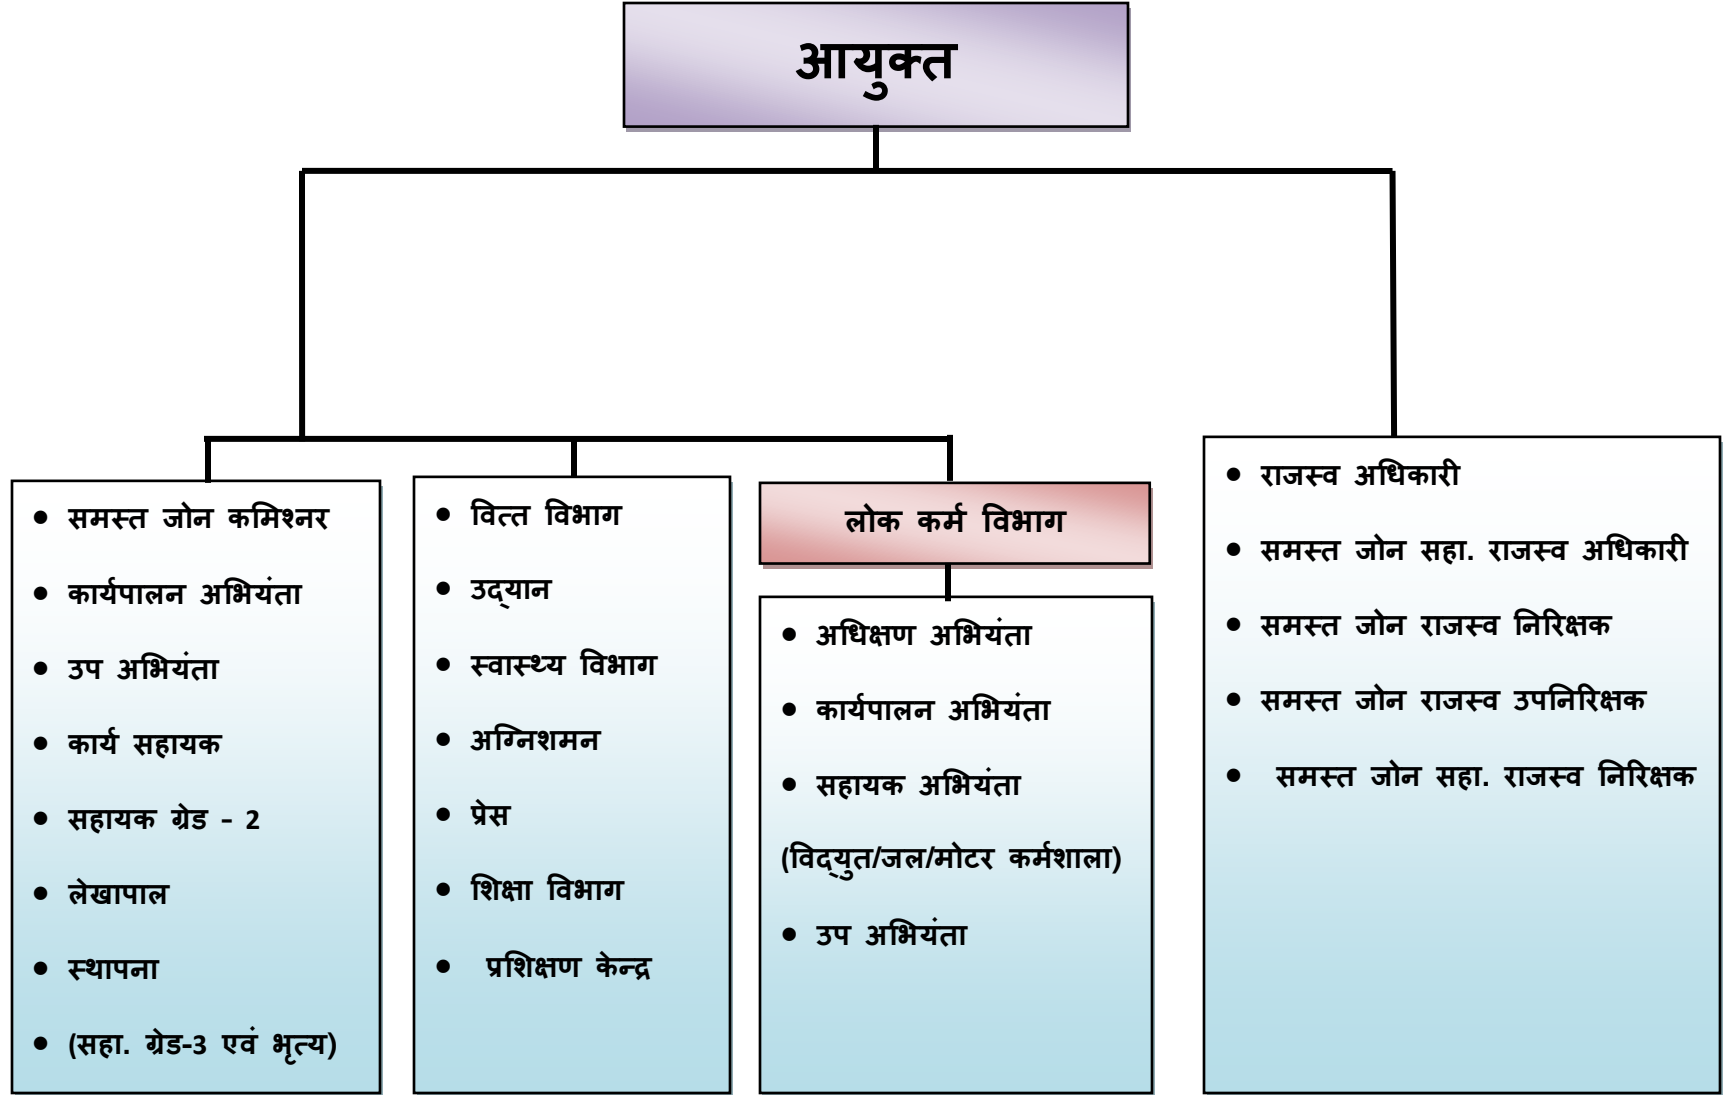 आयुक्त
• समस्त जोन कमिश्नर
• कार्यपालन अभियंता
• उप अभियंता
• कार्य सहायक
• सहायक ग्रेड – 2
• लेखापाल
• स्थापना
• (सहा. ग्रेड-3 एवं भृत्य)
• वित्त विभाग
• उद्यान
• स्वास्थ्य विभाग
• अग्निशमन
• प्रेस
• शिक्षा विभाग
• प्रशिक्षण केन्द्र
लोक कर्म विभाग
• अधिक्षण अभियंता
• कार्यपालन अभियंता
• सहायक अभियंता
(विद्युत/जल/मोटर कर्मशाला)
• उप अभियंता
• राजस्व अधिकारी
• समस्त जोन सहा. राजस्व अधिकारी
• समस्त जोन राजस्व निरिक्षक
• समस्त जोन राजस्व उपनिरिक्षक
• समस्त जोन सहा. राजस्व निरिक्षक